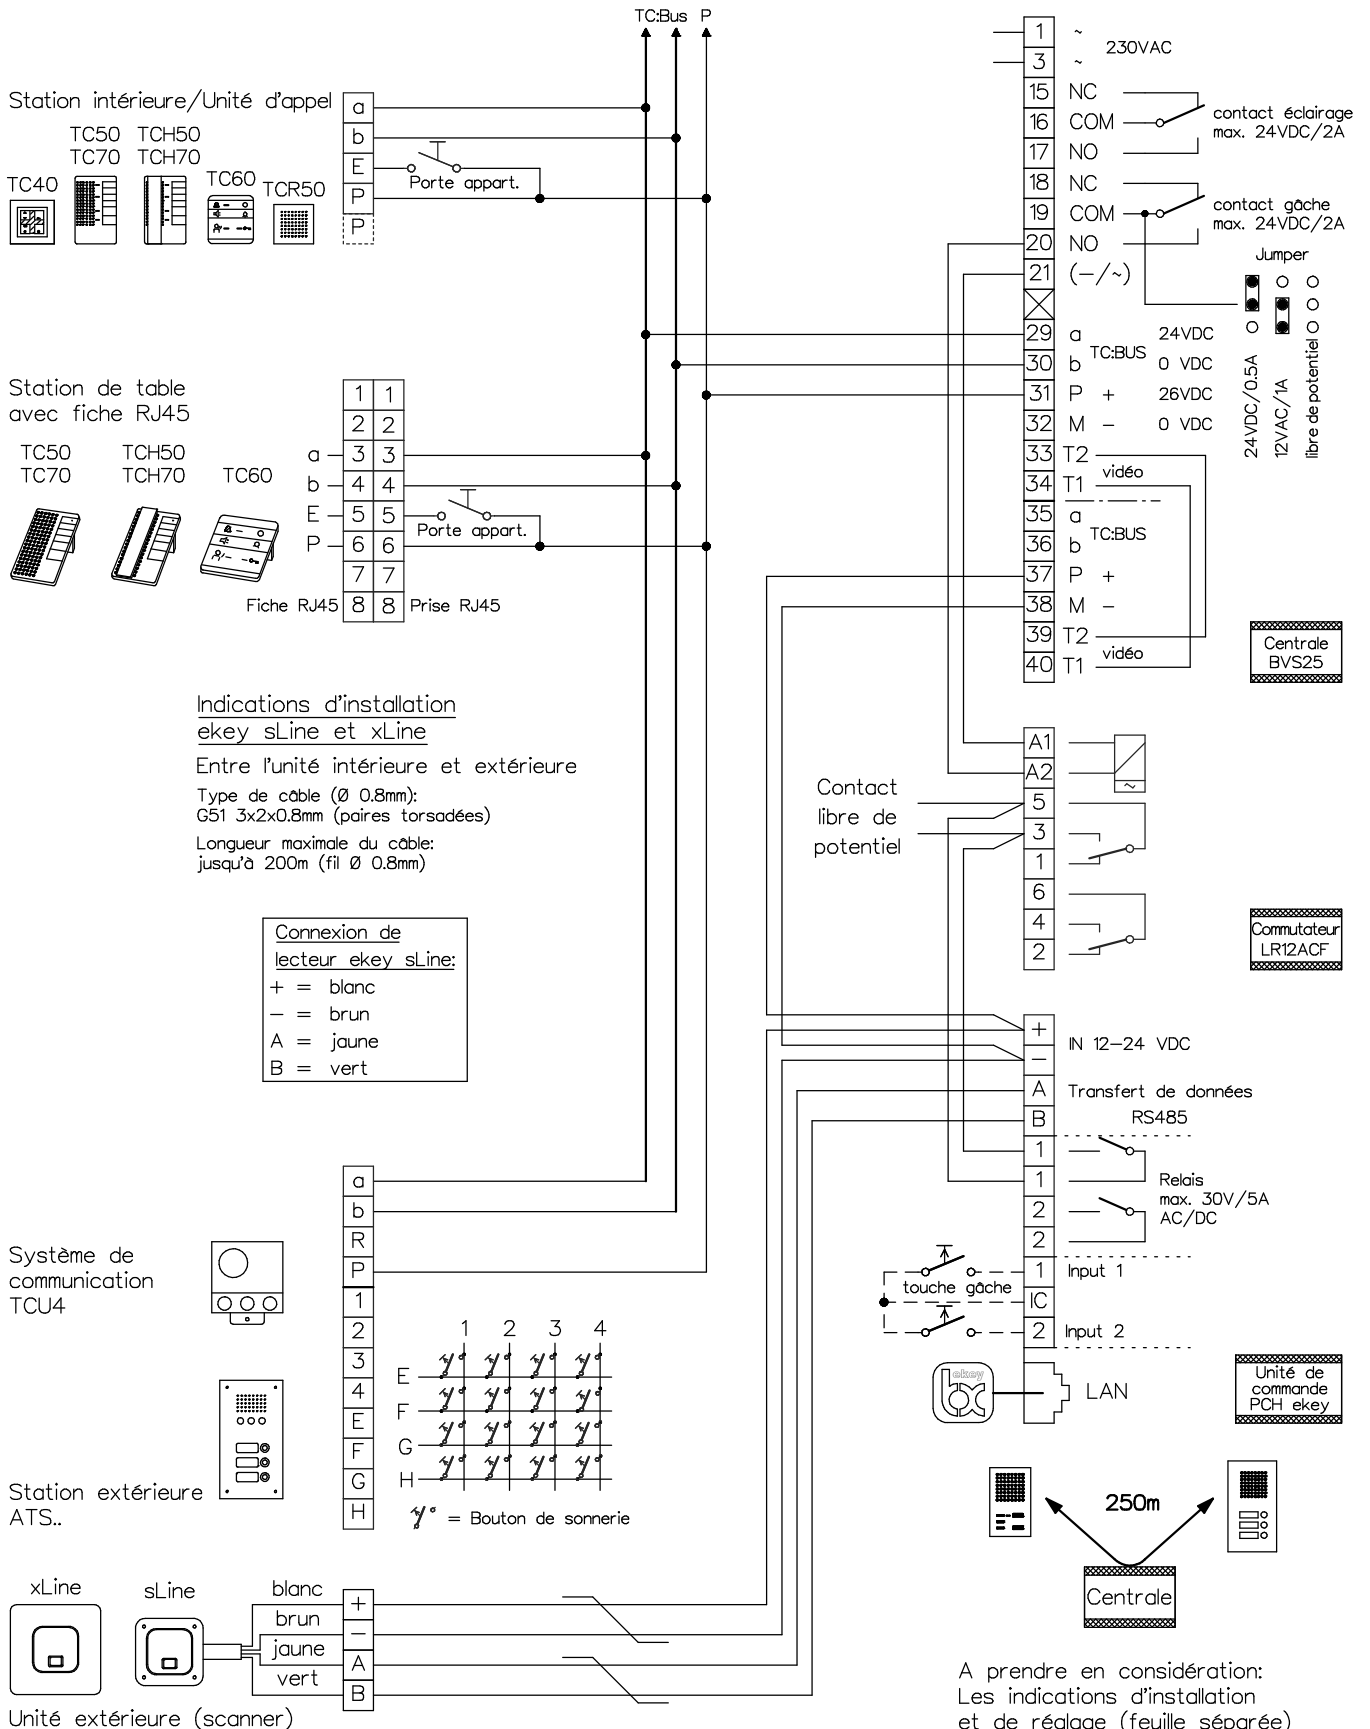 TC:Bus P
Station intérieure/Unité d'appel
TC50 TCH50
TC70 TCH70
TC40
TC60
TCR50
a
b
E
P
P
Porte appart.
Station de table
avec fiche RJ45
TC50 TCH50
TC70 TCH70 TC60
1 1
2 2
a 3 3
b 4 4
E 5 5
P 6 6
7 7
Fiche RJ45 8 8 Prise RJ45
Porte appart.
Indications d'installation
ekey sLine et xLine
Entre l'unité intérieure et extérieure
Type de câble (Ø 0.8mm):
G51 3x2x0.8mm (paires torsadées)
Longueur maximale du câble:
jusqu'à 200m (fil Ø 0.8mm)
Connexion de
lecteur ekey sLine:
+ = blanc
− = brun
A = jaune
B = vert
Système de
communication
TCU4
Station extérieure
ATS..
a
b
R
P
1
2
3
4
E
F
G
H
1 2 3 4
E
F
G
H
= Bouton de sonnerie
xLine sLine
blanc +
brun −
jaune A
vert B
Unité extérieure (scanner)
1 ~
3 ~
230VAC
15 NC
16 COM
17 NO
contact éclairage
max. 24VDC/2A
18 NC
19 COM
20 NO
contact gâche
max. 24VDC/2A
21 (−/~)
Jumper
24VDC/0.5A
12VAC/1A
libre de potentiel
29 a 24VDC
30 b 0 VDC
TC:BUS
31 P + 26VDC
32 M − 0 VDC
33 T2
34 T1
vidéo
35 a
36 b
TC:BUS
37 P +
38 M −
39 T2
40 T1
vidéo
Centrale
BVS25
A1
A2
~
5
3
1
6
4
2
Contact
libre de
potentiel
Commutateur
LR12ACF
+
−
IN 12−24 VDC
A Transfert de données
B RS485
1
1
2
2
Relais
max. 30V/5A
AC/DC
1 Input 1
touche gâche
IC
2 Input 2
ekey
bx
LAN
Unité de
commande
PCH ekey
250m
Centrale
A prendre en considération:
Les indications d'installation
et de réglage (feuille séparée)